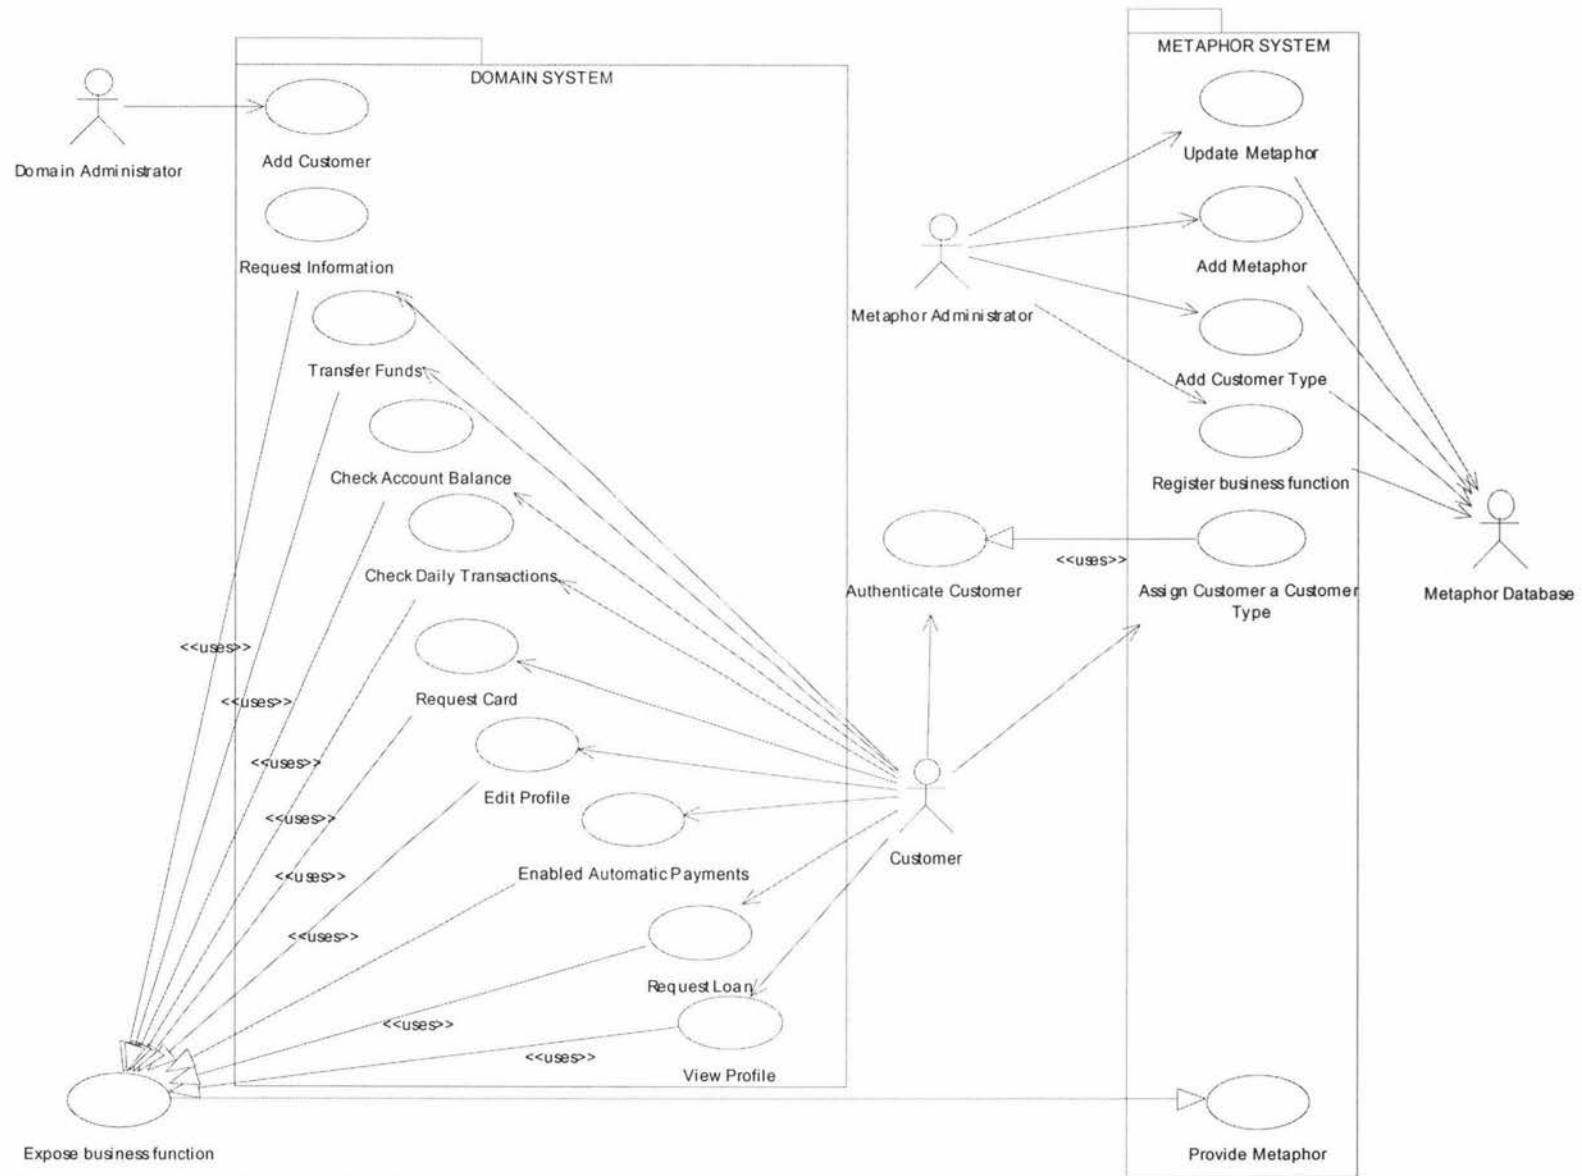 METAPHOR SYSTEM
DOMAIN SYSTEM
Update Metaphor
Add Customer
Domain Administrator
Request Information
Add Metaphor
Metaphor Administrator
Transfer Funds
Add Customer Type
Check Account Balance
Register business function
<<uses>>
Check Daily Transactions
Authenticate Customer
Assign Customer a Customer
Type
Metaphor Database
<<uses>>
<<uses>>
Request Card
<<uses>>
Edit Profile
<<uses>>
Customer
Enabled Automatic Payments
<<uses>>
<<uses>>
Request Loan
<<uses>>
<<uses>>
View Profile
Expose business function
Provide Metaphor